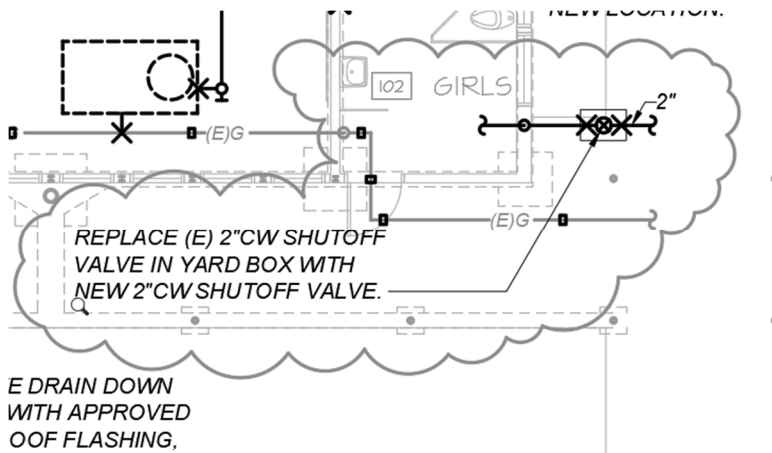 NEW LOCATION.
102
GIRLS
2"
(E)G
(E)G
REPLACE (E) 2"CW SHUTOFF
VALVE IN YARD BOX WITH
NEW 2"CW SHUTOFF VALVE.
E DRAIN DOWN
WITH APPROVED
OOF FLASHING,